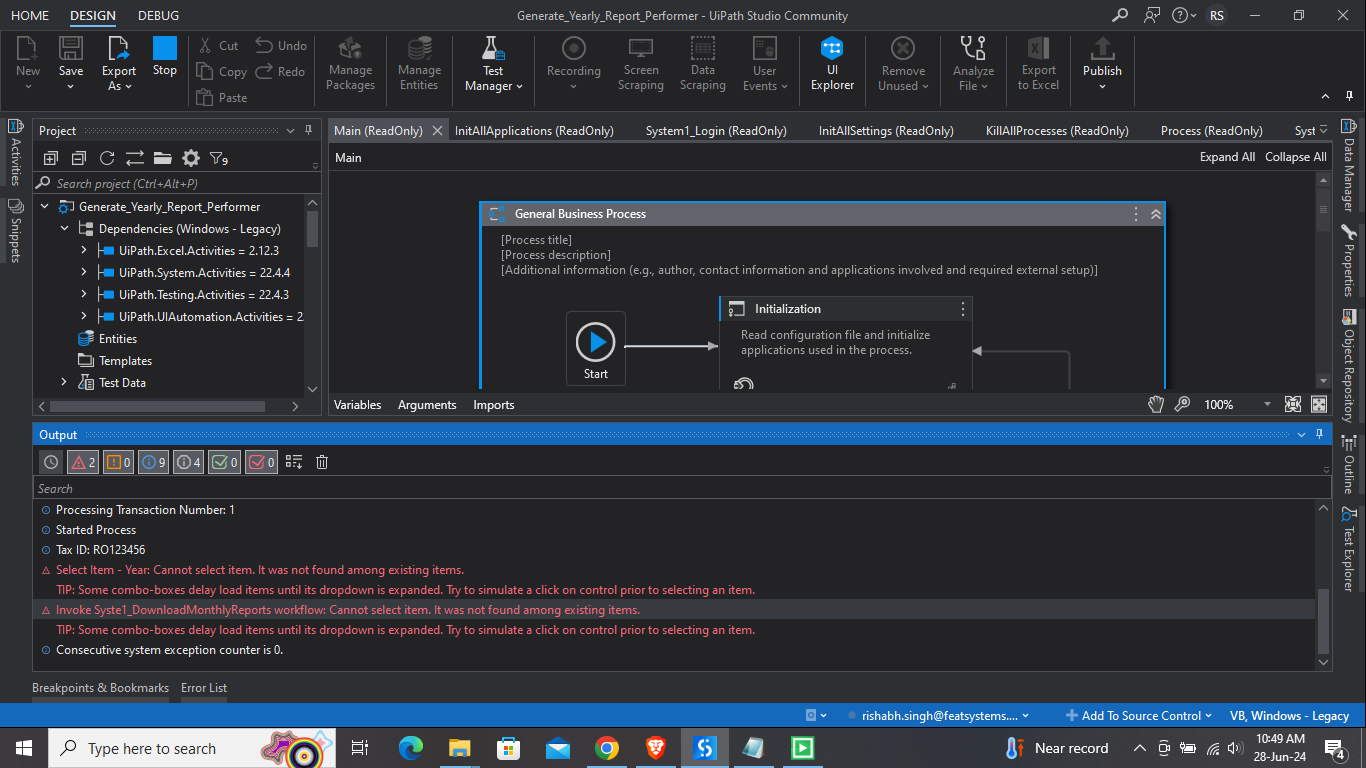 HOME DESIGN DEBUG
Generate_Yearly_Report_Performer - UiPath Studio Community
RS
New
Save
Export As
Stop
Cut
Copy
Paste
Undo
Redo
Manage Packages
Manage Entities
Test Manager
Recording
Screen Scraping
Data Scraping
User Events
UI Explorer
Remove Unused
Analyze File
Export to Excel
Publish
Activities
Snippets
Project
9
Search project (Ctrl+Alt+P)
Generate_Yearly_Report_Performer
Dependencies (Windows - Legacy)
UiPath.Excel.Activities = 2.12.3
UiPath.System.Activities = 22.4.4
UiPath.Testing.Activities = 22.4.3
UiPath.UIAutomation.Activities = 2
Entities
Templates
Test Data
Main (ReadOnly) InitAllApplications (ReadOnly) System1_Login (ReadOnly) InitAllSettings (ReadOnly) KillAllProcesses (ReadOnly) Process (ReadOnly) Syst
Main
Expand All Collapse All
General Business Process
[Process title]
[Process description]
[Additional information (e.g., author, contact information and applications involved and required external setup)]
Start
Initialization
Read configuration file and initialize
applications used in the process.
Variables Arguments Imports
100%
Data Manager
Properties
Object Repository
Outline
Test Explorer
Output
2 0 9 4 0 0
Search
Processing Transaction Number: 1
Started Process
Tax ID: RO123456
Select Item - Year: Cannot select item. It was not found among existing items.
TIP: Some combo-boxes delay load items until its dropdown is expanded. Try to simulate a click on control prior to selecting an item.
Invoke Syste1_DownloadMonthlyReports workflow: Cannot select item. It was not found among existing items.
TIP: Some combo-boxes delay load items until its dropdown is expanded. Try to simulate a click on control prior to selecting an item.
Consecutive system exception counter is 0.
Breakpoints & Bookmarks Error List
rishabh.singh@featsystems.... Add To Source Control VB, Windows - Legacy
Type here to search
Near record
10:49 AM
28-Jun-24
4